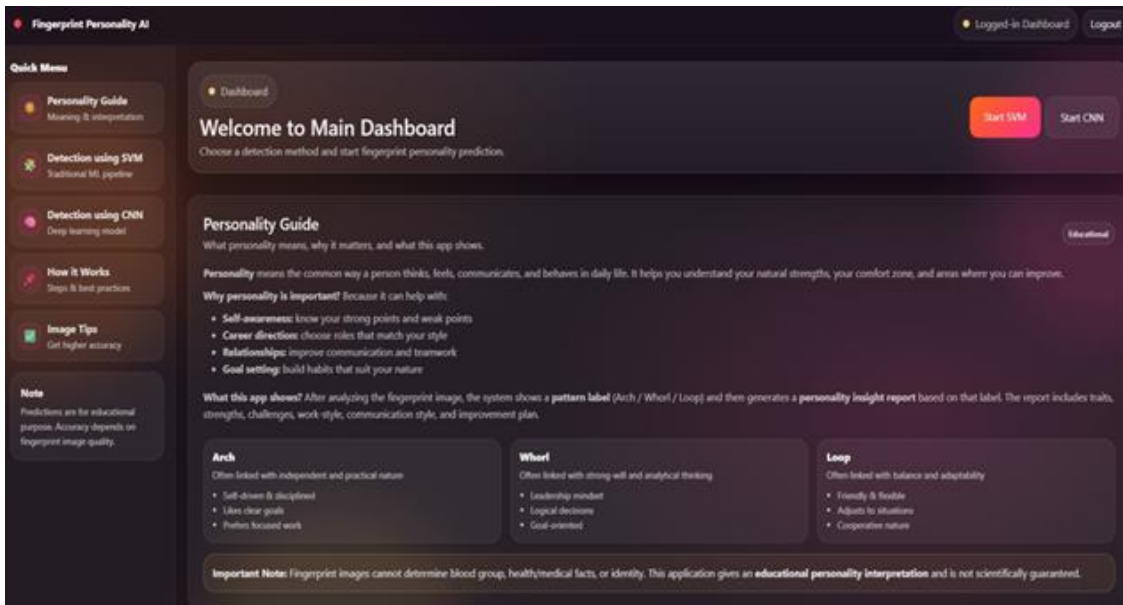 Fingerprint Personality AI
Logged-in Dashboard
Logout
Quick Menu
Personality Guide
Meaning & interpretation
Detection using SVM
Traditional ML pipeline
Detection using CNN
Deep learning model
How it Works
Steps & best practices
Image Tips
Get higher accuracy
Note
Predictions are for educational
purpose. Accuracy depends on
fingerprint image quality.
Dashboard
Welcome to Main Dashboard
Choose a detection method and start fingerprint personality prediction.
Start SVM
Start CNN
Personality Guide
What personality means, why it matters, and what this app shows.
Educational
Personality means the common way a person thinks, feels, communicates, and behaves in daily life. It helps you understand your natural strengths, your comfort zone, and areas where you can improve.
Why personality is important? Because it can help with:
• Self-awareness: know your strong points and weak points
• Career direction: choose roles that match your style
• Relationships: improve communication and teamwork
• Goal setting: build habits that suit your nature
What this app shows? After analyzing the fingerprint image, the system shows a pattern label (Arch / Whorl / Loop) and then generates a personality insight report based on that label. The report includes traits,
strengths, challenges, work-style, communication style, and improvement plan.
Arch
Often linked with independent and practical nature
• Self-driven & disciplined
• Likes clear goals
• Prefers focused work
Whorl
Often linked with strong will and analytical thinking
• Leadership mindset
• Logical decisions
• Goal-oriented
Loop
Often linked with balance and adaptability
• Friendly & flexible
• Adjusts to situations
• Cooperative nature
Important Note: Fingerprint images cannot determine blood group, health/medical facts, or identity. This application gives an educational personality interpretation and is not scientifically guaranteed.